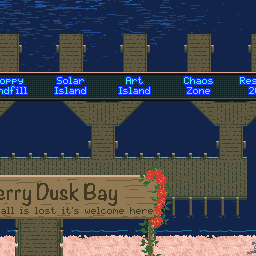 oppy Solar Art Chaos Res
ndfill Island Island Zone 20
erry Dusk Bay
all is lost it's welcome here